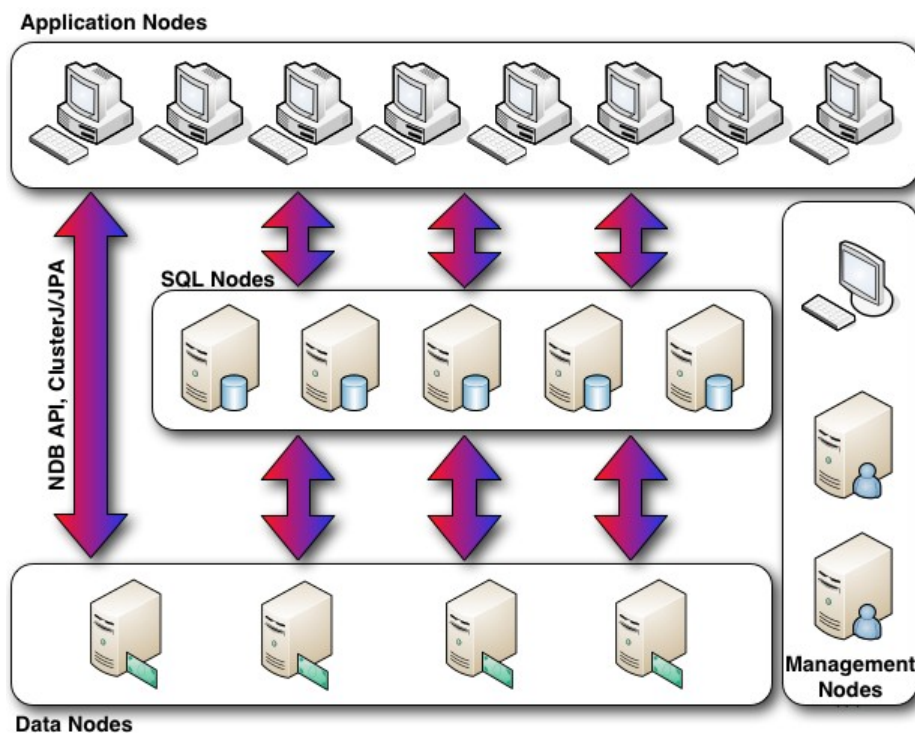 Application Nodes
NDB API, ClusterJ/JPA
SQL Nodes
Management
Nodes
Data Nodes